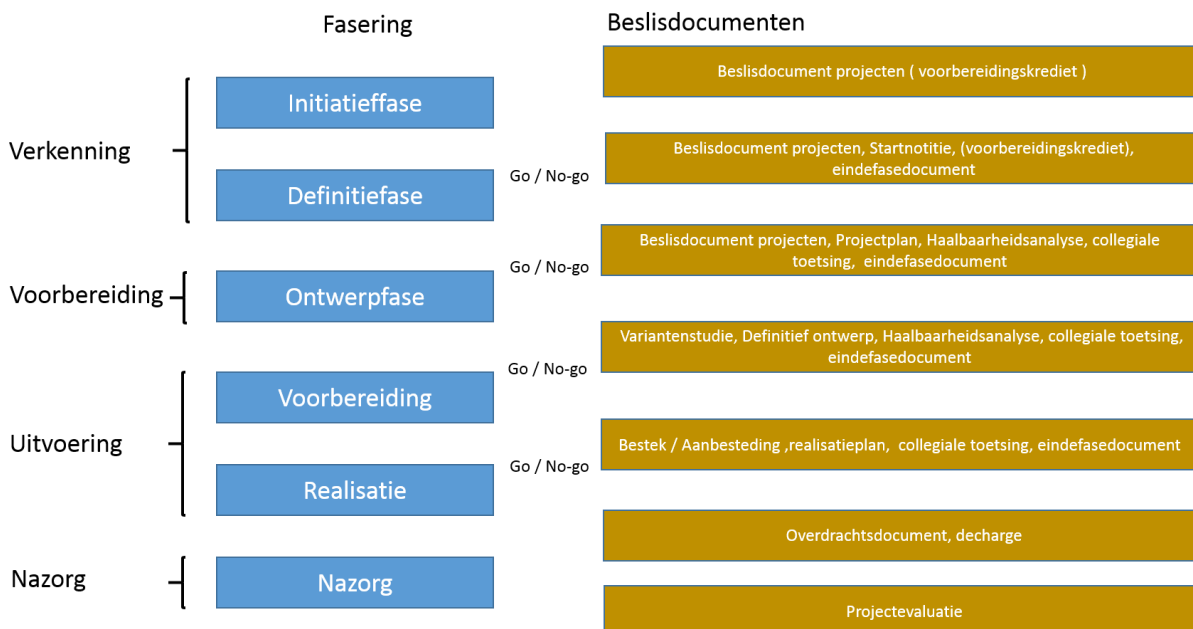 Fasering
Beslisdocumenten
Beslisdocument projecten ( voorbereidingskrediet )
Initiatieffase
Verkenning
Beslisdocument projecten, Startnotitie, (voorbereidingskrediet),
eindefasedocument
Go / No-go
Definitiefase
Beslisdocument projecten, Projectplan, Haalbaarheidsanalyse, collegiale
toetsing,  eindefasedocument
Go / No-go
Voorbereiding
Ontwerpfase
Variantenstudie, Definitief ontwerp, Haalbaarheidsanalyse, collegiale toetsing,
eindefasedocument
Go / No-go
Voorbereiding
Uitvoering
Bestek / Aanbesteding ,realisatieplan,  collegiale toetsing, eindefasedocument
Go / No-go
Realisatie
Overdrachtsdocument, decharge
Nazorg
Nazorg
Projectevaluatie